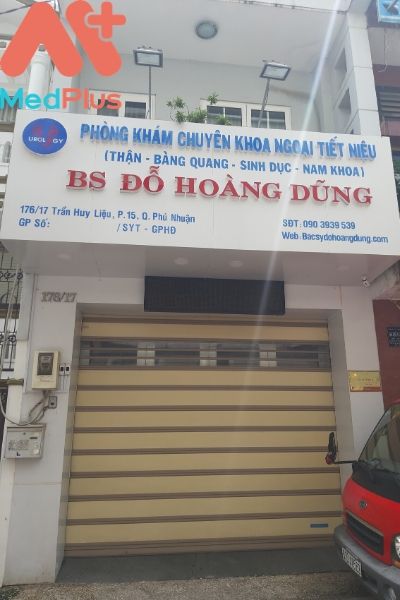 A+
MedPlus
UROLOGY
PHÒNG KHÁM CHUYÊN KHOA NGOẠI TIẾT NIỆU
(THẬN - BÀNG QUANG - SINH DỤC - NAM KHOA)
BS ĐỖ HOÀNG DŨNG
176/17 Trần Huy Liệu, P.15, Q. Phú Nhuận
GP Số: /SYT - GPHĐ
SĐT: 090 3939 539
Web: Bacsydohoangdung.com
176/17